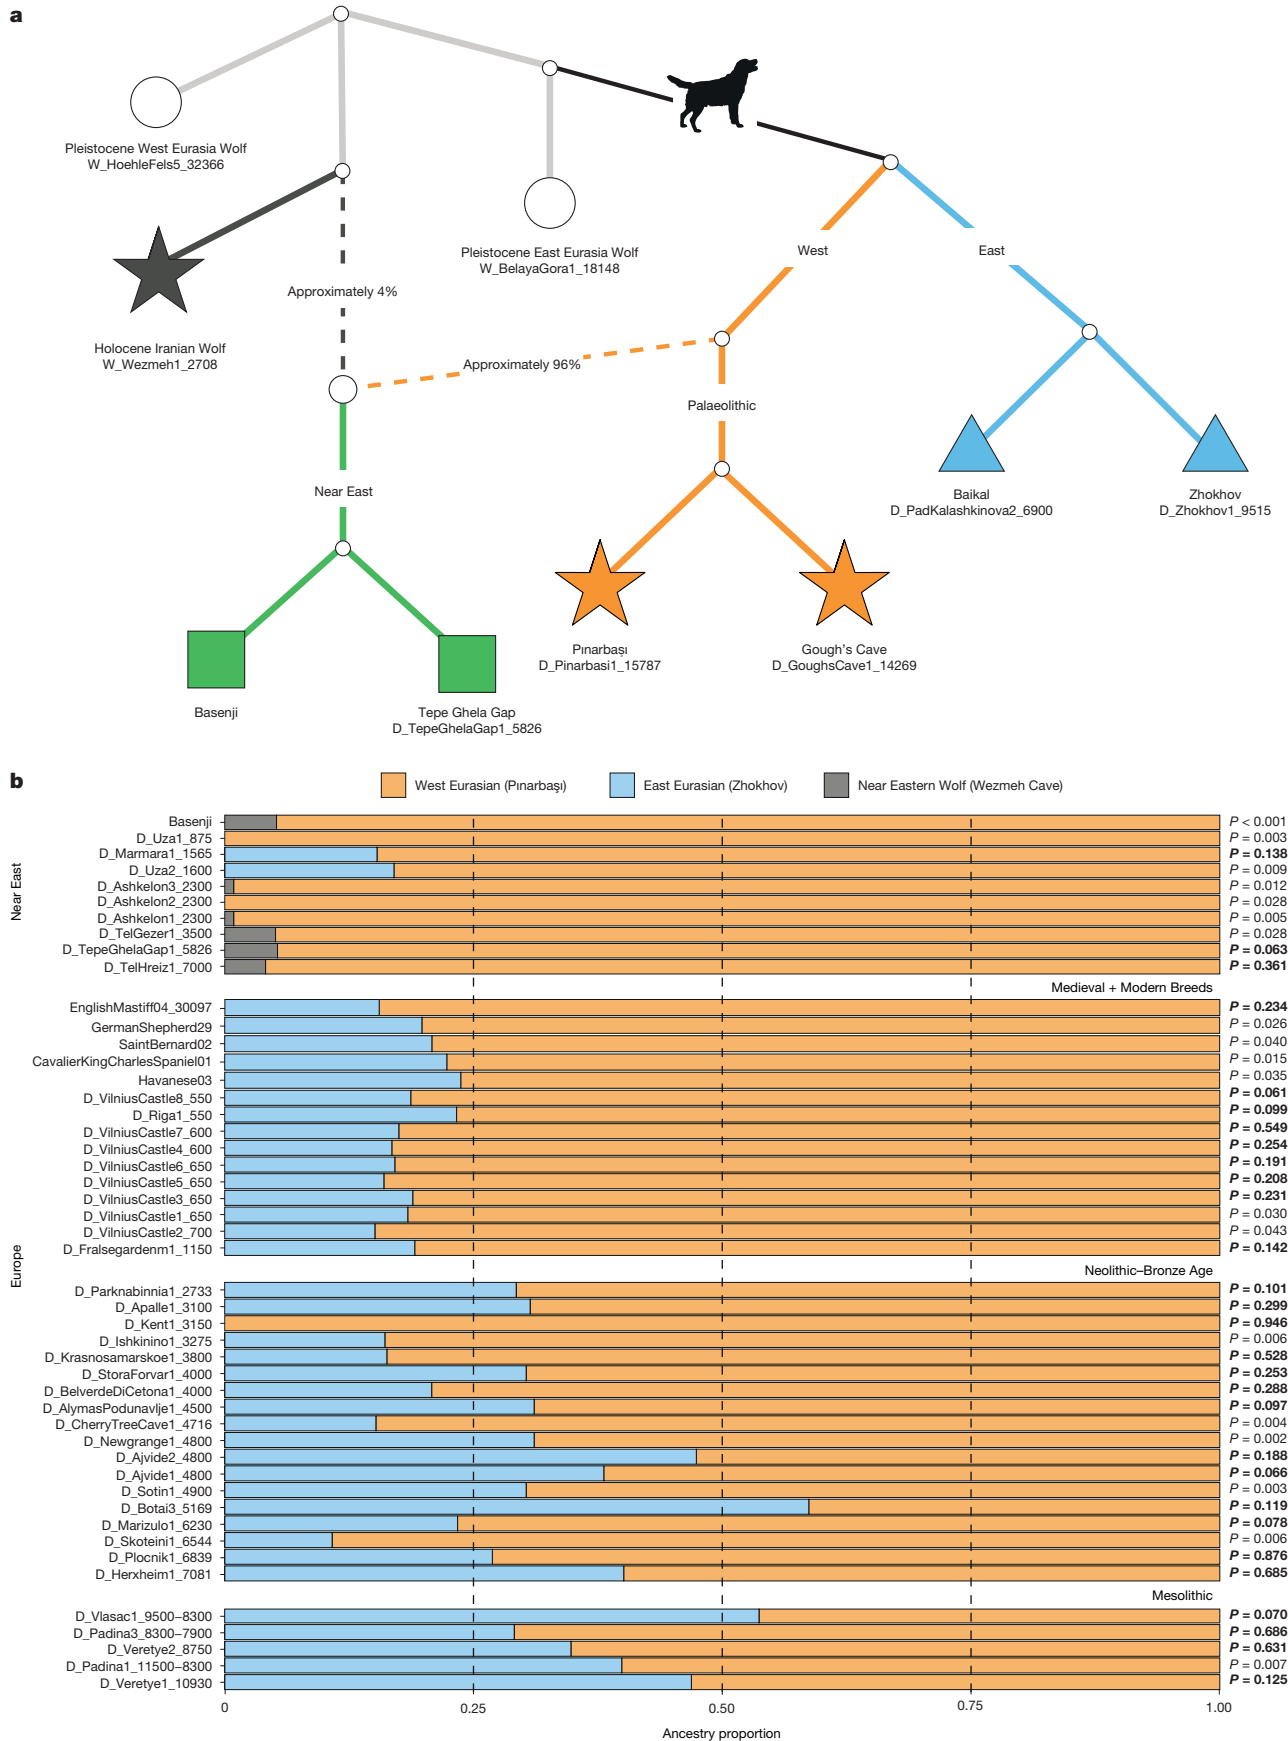 a
Pleistocene West Eurasia Wolf
W_HoehleFels5_32366
Pleistocene East Eurasia Wolf
W_BelayaGora1_18148
West
East
Approximately 4%
Holocene Iranian Wolf
W_Wezmeh1_2708
Approximately 96%
Palaeolithic
Near East
Baikal
D_PadKalashkinova2_6900
Zhokhov
D_Zhokhov1_9515
Pınarbaşı
D_Pinarbasi1_15787
Gough's Cave
D_GoughsCave1_14269
Basenji
Tepe Ghela Gap
D_TepeGhelaGap1_5826
b
West Eurasian (Pınarbaşı)
East Eurasian (Zhokhov)
Near Eastern Wolf (Wezmeh Cave)
Near East
Basenji P < 0.001
D_Uza1_875 P = 0.003
D_Marmara1_1565 P = 0.138
D_Uza2_1600 P = 0.009
D_Ashkelon3_2300 P = 0.012
D_Ashkelon2_2300 P = 0.028
D_Ashkelon1_2300 P = 0.005
D_TelGezer1_3500 P = 0.028
D_TepeGhelaGap1_5826 P = 0.063
D_TelHreiz1_7000 P = 0.361
Europe
Medieval + Modern Breeds
EnglishMastiff04_30097 P = 0.234
GermanShepherd29 P = 0.026
SaintBernard02 P = 0.040
CavalierKingCharlesSpaniel01 P = 0.015
Havanese03 P = 0.035
D_VilniusCastle8_550 P = 0.061
D_Riga1_550 P = 0.099
D_VilniusCastle7_600 P = 0.549
D_VilniusCastle4_600 P = 0.254
D_VilniusCastle6_650 P = 0.191
D_VilniusCastle5_650 P = 0.208
D_VilniusCastle3_650 P = 0.231
D_VilniusCastle1_650 P = 0.030
D_VilniusCastle2_700 P = 0.043
D_Fralsegardenm1_1150 P = 0.142
Neolithic–Bronze Age
D_Parknabinnia1_2733 P = 0.101
D_Apalle1_3100 P = 0.299
D_Kent1_3150 P = 0.946
D_Ishkinino1_3275 P = 0.006
D_Krasnosamarskoe1_3800 P = 0.528
D_StoraForvar1_4000 P = 0.253
D_BelverdeDiCetona1_4000 P = 0.288
D_AlymasPodunavlje1_4500 P = 0.097
D_CherryTreeCave1_4716 P = 0.004
D_Newgrange1_4800 P = 0.002
D_Ajvide2_4800 P = 0.188
D_Ajvide1_4800 P = 0.066
D_Sotin1_4900 P = 0.003
D_Botai3_5169 P = 0.119
D_Marizulo1_6230 P = 0.078
D_Skoteini1_6544 P = 0.006
D_Plocnik1_6839 P = 0.876
D_Herxheim1_7081 P = 0.685
Mesolithic
D_Vlasac1_9500–8300 P = 0.070
D_Padina3_8300–7900 P = 0.686
D_Veretye2_8750 P = 0.631
D_Padina1_11500–8300 P = 0.007
D_Veretye1_10930 P = 0.125
0 0.25 0.50 0.75 1.00
Ancestry proportion